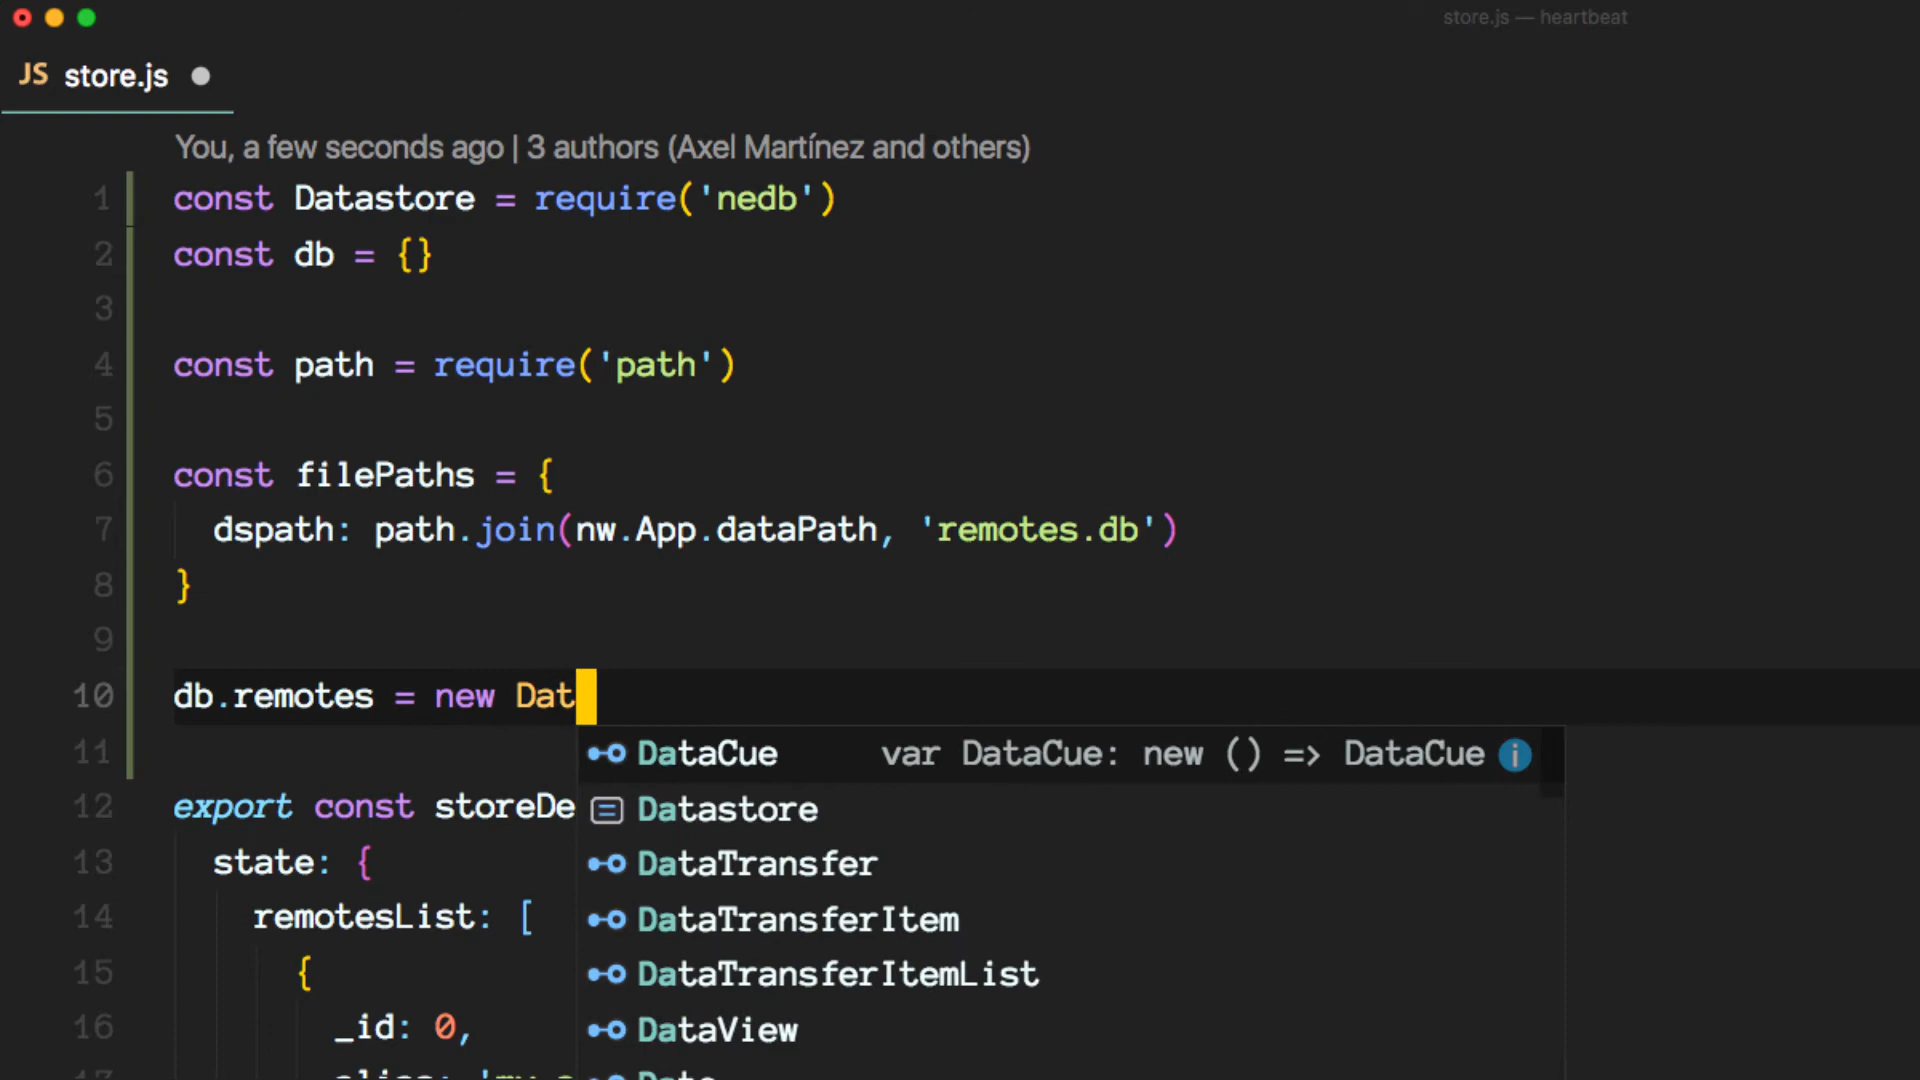 store.js — heartbeat
JS store.js
You, a few seconds ago | 3 authors (Axel Martínez and others)
1 const Datastore = require('nedb')
2 const db = {}
3
4 const path = require('path')
5
6 const filePaths = {
7 dspath: path.join(nw.App.dataPath, 'remotes.db')
8 }
9
10 db.remotes = new Dat
11 DataCue var DataCue: new () => DataCue i
Datastore
12 export const storeDe
DataTransfer
13 state: {
DataTransferItem
14 remotesList: [
DataTransferItemList
15 {
DataView
16 _id: 0,